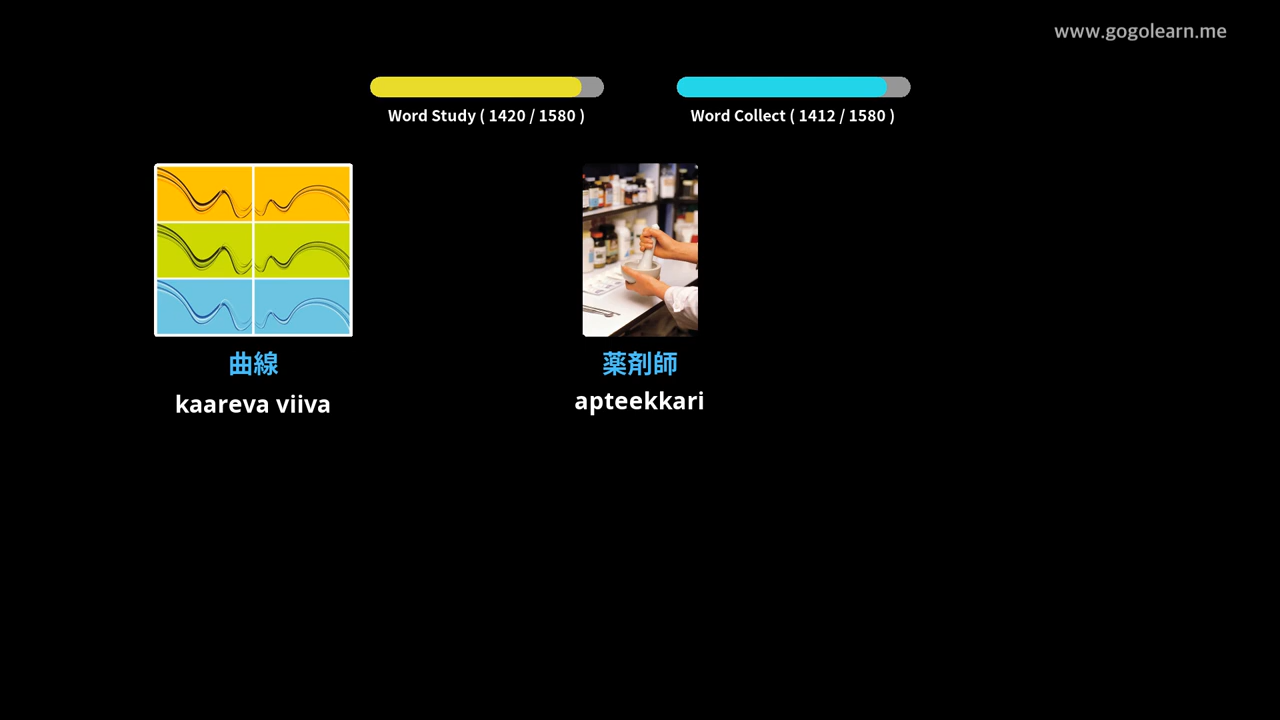 www.gogolearn.me
Word Study ( 1420 / 1580 )
Word Collect ( 1412 / 1580 )
曲線
kaareva viiva
薬剤師
apteekkari